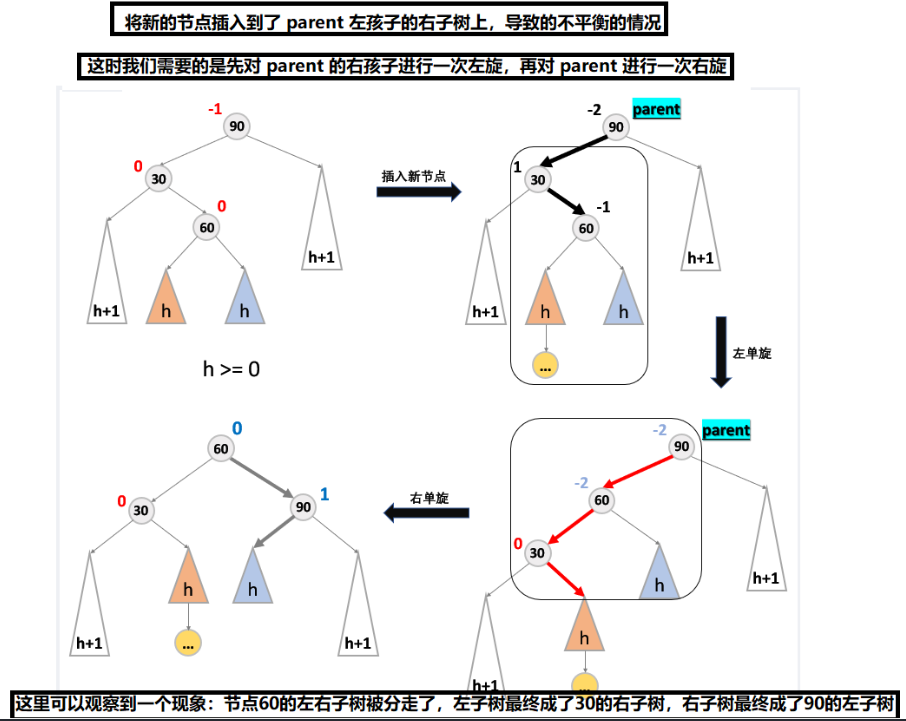 将新的节点插入到了 parent 左孩子的右子树上，导致的不平衡的情况
这时我们需要的是先对 parent 的右孩子进行一次左旋，再对 parent 进行一次右旋
-1
90
0
30
0
60
h+1
h
h
h+1
h >= 0
插入新节点
-2
parent
90
1
30
-1
60
h+1
h
h
h+1
...
左单旋
-2
parent
90
-2
60
0
30
h
h+1
h
h+1
...
右单旋
0
60
0
30
1
90
h
h
h+1
h+1
...
这里可以观察到一个现象：节点60的左右子树被分走了，左子树最终成了30的右子树，右子树最终成了90的左子树